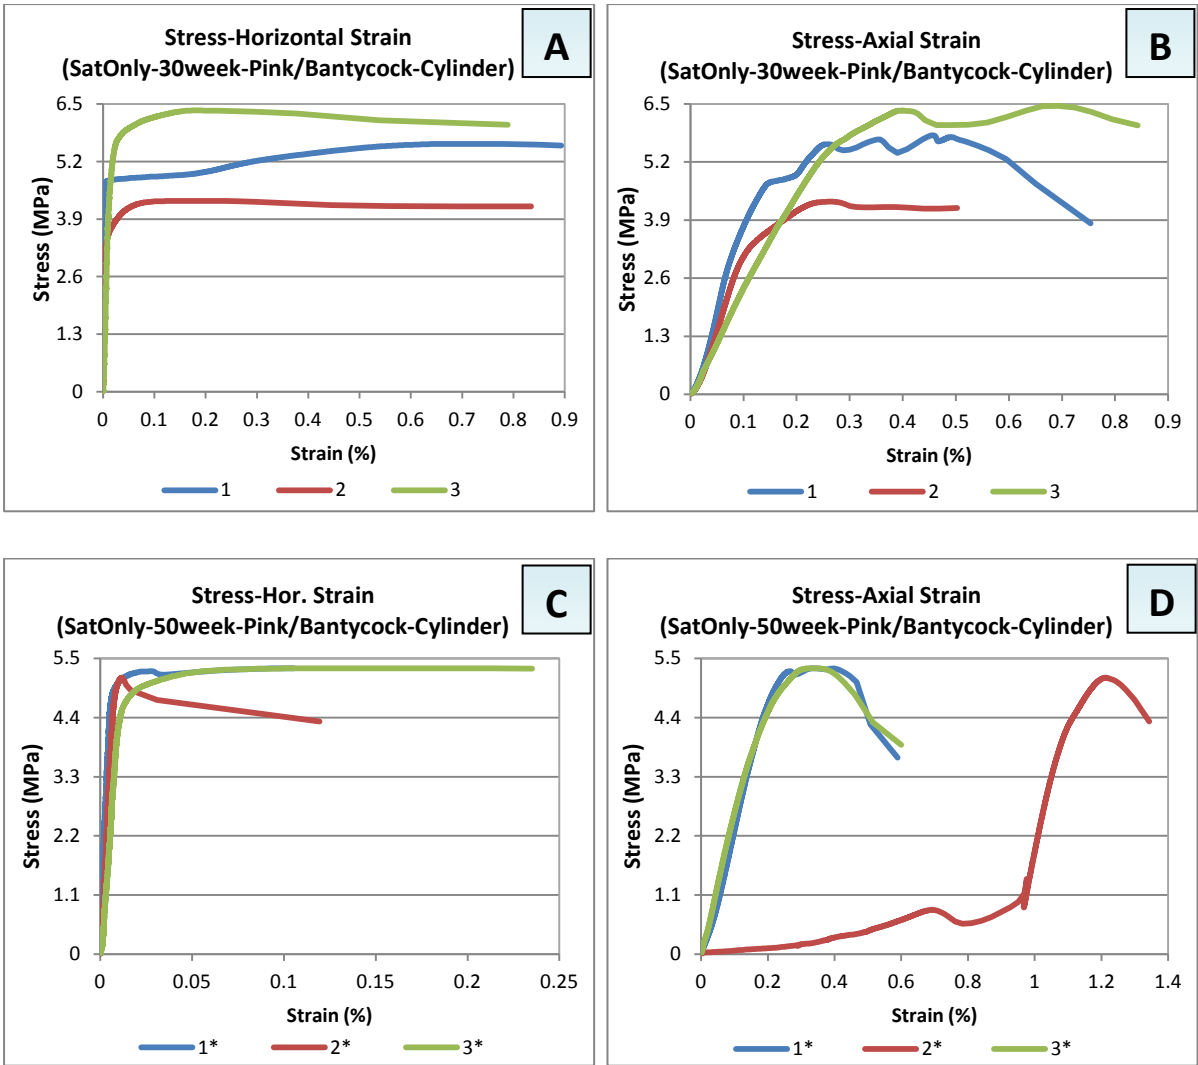 Stress-Horizontal Strain
(SatOnly-30week-Pink/Bantycock-Cylinder)
A
Stress (MPa)
6.5
5.2
3.9
2.6
1.3
0
0 0.1 0.2 0.3 0.4 0.5 0.6 0.7 0.8 0.9
Strain (%)
1 2 3
Stress-Axial Strain
(SatOnly-30week-Pink/Bantycock-Cylinder)
B
Stress (MPa)
6.5
5.2
3.9
2.6
1.3
0
0 0.1 0.2 0.3 0.4 0.5 0.6 0.7 0.8 0.9
Strain (%)
1 2 3
Stress-Hor. Strain
(SatOnly-50week-Pink/Bantycock-Cylinder)
C
Stress (MPa)
5.5
4.4
3.3
2.2
1.1
0
0 0.05 0.1 0.15 0.2 0.25
Strain (%)
1* 2* 3*
Stress-Axial Strain
(SatOnly-50week-Pink/Bantycock-Cylinder)
D
Stress (MPa)
5.5
4.4
3.3
2.2
1.1
0
0 0.2 0.4 0.6 0.8 1 1.2 1.4
Strain (%)
1* 2* 3*